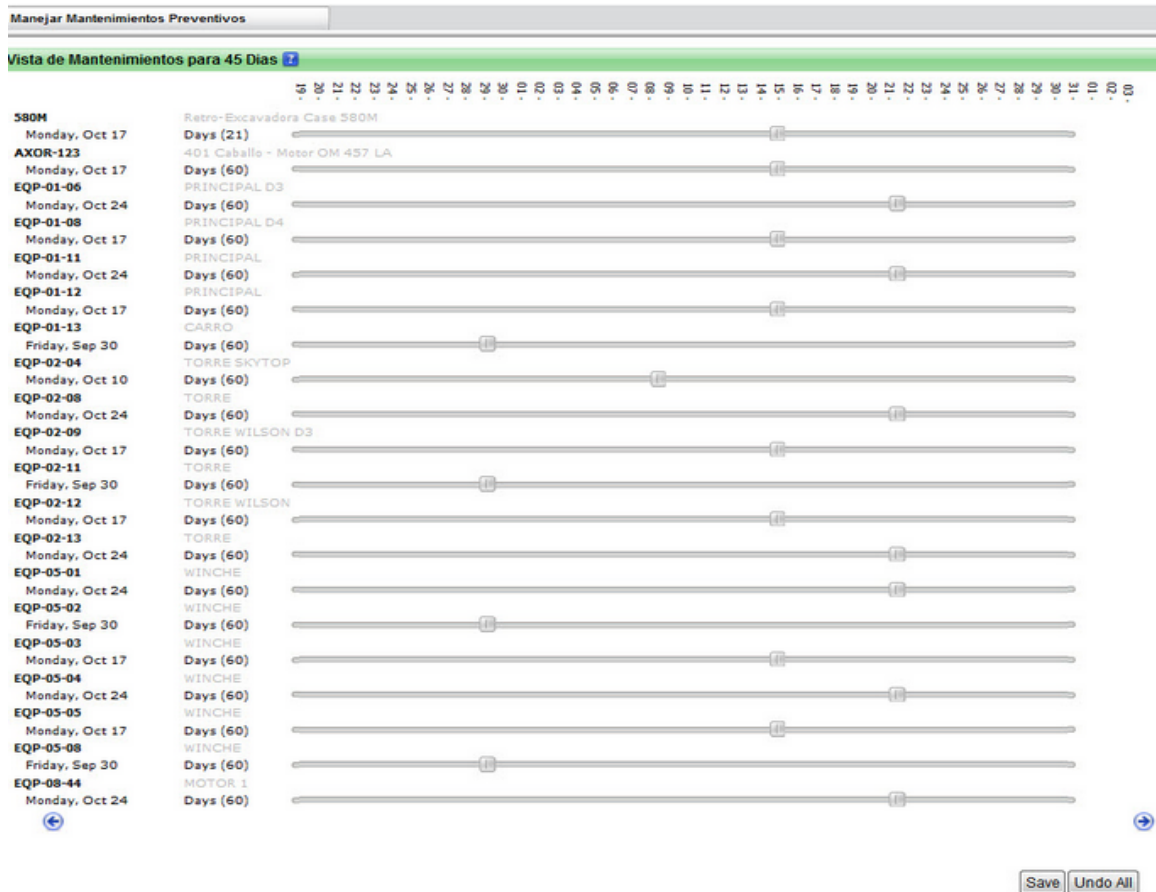 Manejar Mantenimientos Preventivos
Vista de Mantenimientos para 45 Dias ?
19 20 21 22 23 24 25 26 27 28 29 30 01 02 03 04 05 06 07 08 09 10 11 12 13 14 15 16 17 18 19 20 21 22 23 24 25 26 27 28 29 30 31 01 02 03
580M Retro-Excavadora Case 580M
Monday, Oct 17 Days (21)
AXOR-123 401 Caballo - Motor OM 457 LA
Monday, Oct 17 Days (60)
EQP-01-06 PRINCIPAL D3
Monday, Oct 24 Days (60)
EQP-01-08 PRINCIPAL D4
Monday, Oct 17 Days (60)
EQP-01-11 PRINCIPAL
Monday, Oct 24 Days (60)
EQP-01-12 PRINCIPAL
Monday, Oct 17 Days (60)
EQP-01-13 CARRO
Friday, Sep 30 Days (60)
EQP-02-04 TORRE SKYTOP
Monday, Oct 10 Days (60)
EQP-02-08 TORRE
Monday, Oct 24 Days (60)
EQP-02-09 TORRE WILSON D3
Monday, Oct 17 Days (60)
EQP-02-11 TORRE
Friday, Sep 30 Days (60)
EQP-02-12 TORRE WILSON
Monday, Oct 17 Days (60)
EQP-02-13 TORRE
Monday, Oct 24 Days (60)
EQP-05-01 WINCHE
Monday, Oct 24 Days (60)
EQP-05-02 WINCHE
Friday, Sep 30 Days (60)
EQP-05-03 WINCHE
Monday, Oct 17 Days (60)
EQP-05-04 WINCHE
Monday, Oct 24 Days (60)
EQP-05-05 WINCHE
Monday, Oct 17 Days (60)
EQP-05-08 WINCHE
Friday, Sep 30 Days (60)
EQP-08-44 MOTOR 1
Monday, Oct 24 Days (60)
Save Undo All